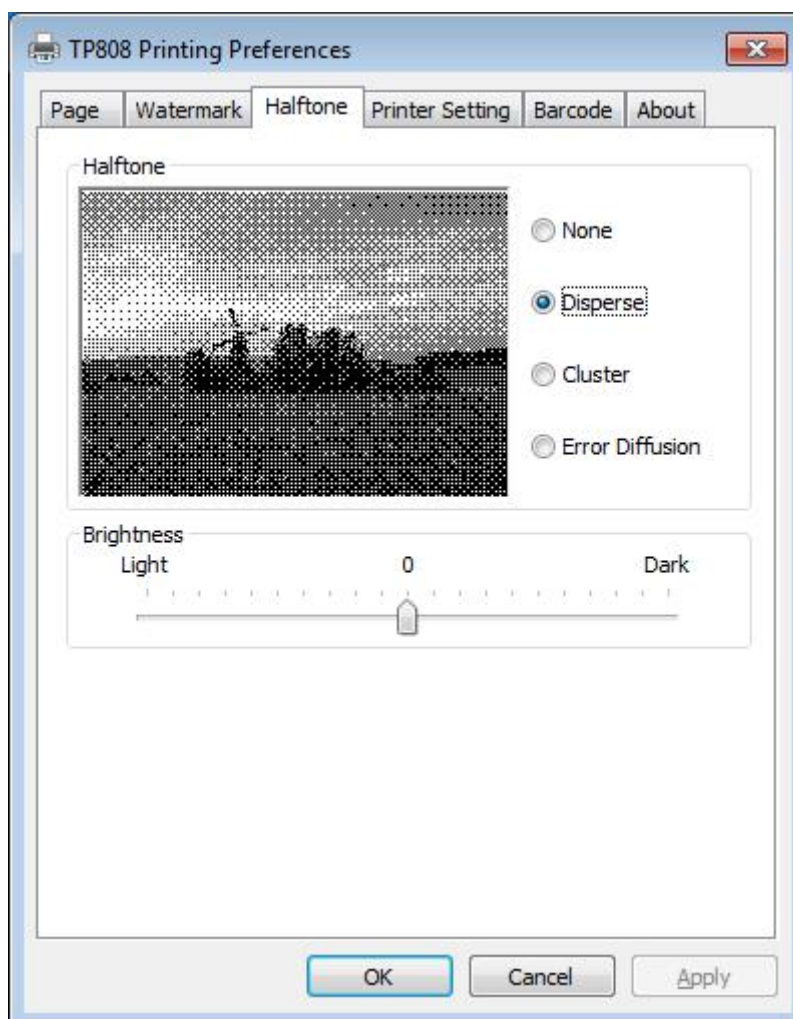 TP808 Printing Preferences
Page Watermark Halftone Printer Setting Barcode About
Halftone
None
Disperse
Cluster
Error Diffusion
Brightness
Light 0 Dark
OK Cancel Apply